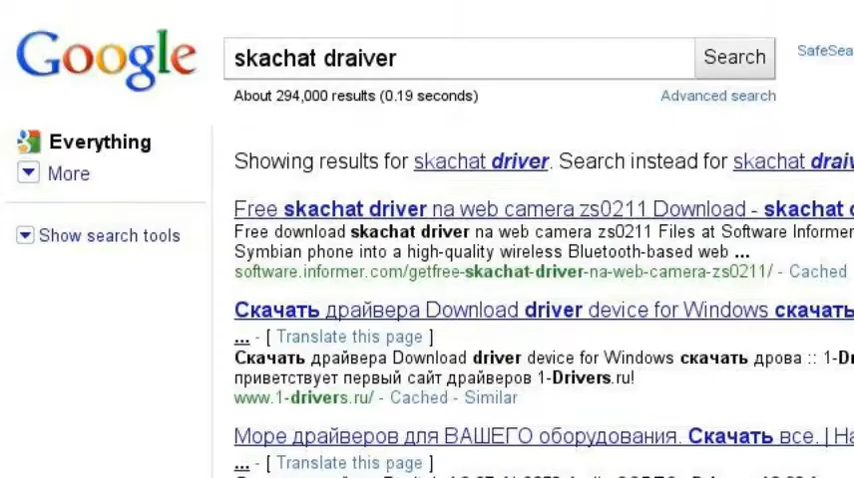 Google
skachat draiver
Search
SafeSea
About 294,000 results (0.19 seconds)
Advanced search
Everything
More
Show search tools
Showing results for skachat driver. Search instead for skachat draiv
Free skachat driver na web camera zs0211 Download - skachat d
Free download skachat driver na web camera zs0211 Files at Software Informer
Symbian phone into a high-quality wireless Bluetooth-based web ...
software.informer.com/getfree-skachat-driver-na-web-camera-zs0211/ - Cached
Скачать драйвера Download driver device for Windows скачать
... - [ Translate this page ]
Скачать драйвера Download driver device for Windows скачать дрова :: 1-Dr
приветствует первый сайт драйверов 1-Drivers.ru!
www.1-drivers.ru/ - Cached - Similar
Море драйверов для ВАШЕГО оборудования. Скачать все. | На
... - [ Translate this page ]